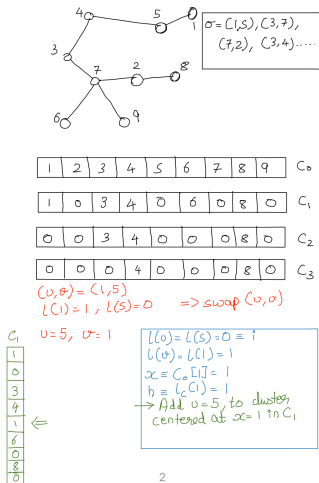 4 5 1
σ = (1,5), (3,7),
(7,2), (3,4).....
3 7 2 8
6 9
1 2 3 4 5 6 7 8 9 C0
1 0 3 4 0 6 0 8 0 C1
0 0 3 4 0 0 0 8 0 C2
0 0 0 4 0 0 0 8 0 C3
(u,v) = (1,5)
l(1) = 1, l(5) = 0 => swap (u,v)
u = 5, v = 1
l(u) = l(5) = 0 ≡ i
l(v) = l(1) = 1
x ≡ C0[1] = 1
h ≡ lc(1) = 1
→ Add u = 5, to cluster
centered at x = 1 in C1
C1
1
0
3
4
1 ⇐
6
0
8
0
2